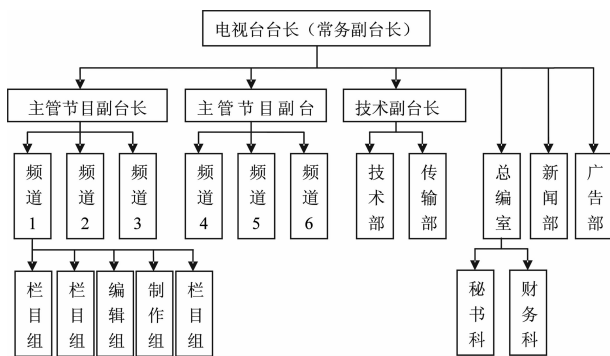 电视台台长（常务副台长）
主管节目副台长
主管节目副台
技术副台长
频道1
频道2
频道3
频道4
频道5
频道6
技术部
传输部
总编室
新闻部
广告部
栏目组
栏目组
编辑组
制作组
栏目组
秘书科
财务科